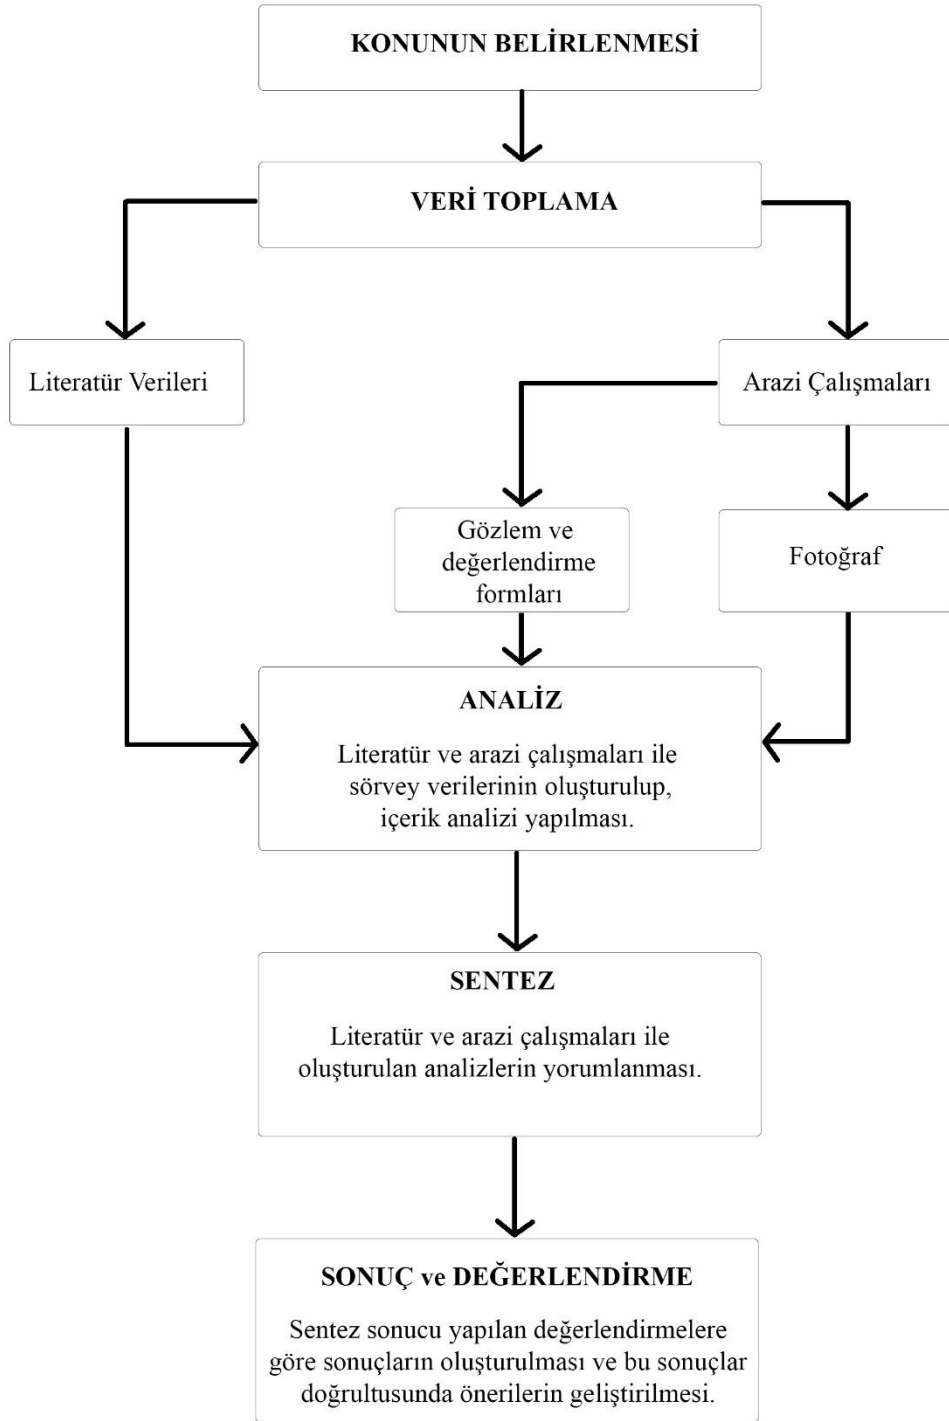 KONUNUN BELİRLENMESİ
VERİ TOPLAMA
Literatür Verileri
Arazi Çalışmaları
Gözlem ve
değerlendirme
formları
Fotoğraf
ANALİZ
Literatür ve arazi çalışmaları ile
sörvey verilerinin oluşturulup,
içerik analizi yapılması.
SENTEZ
Literatür ve arazi çalışmaları ile
oluşturulan analizlerin yorumlanması.
SONUÇ ve DEĞERLENDİRME
Sentez sonucu yapılan değerlendirmelere
göre sonuçların oluşturulması ve bu sonuçlar
doğrultusunda önerilerin geliştirilmesi.